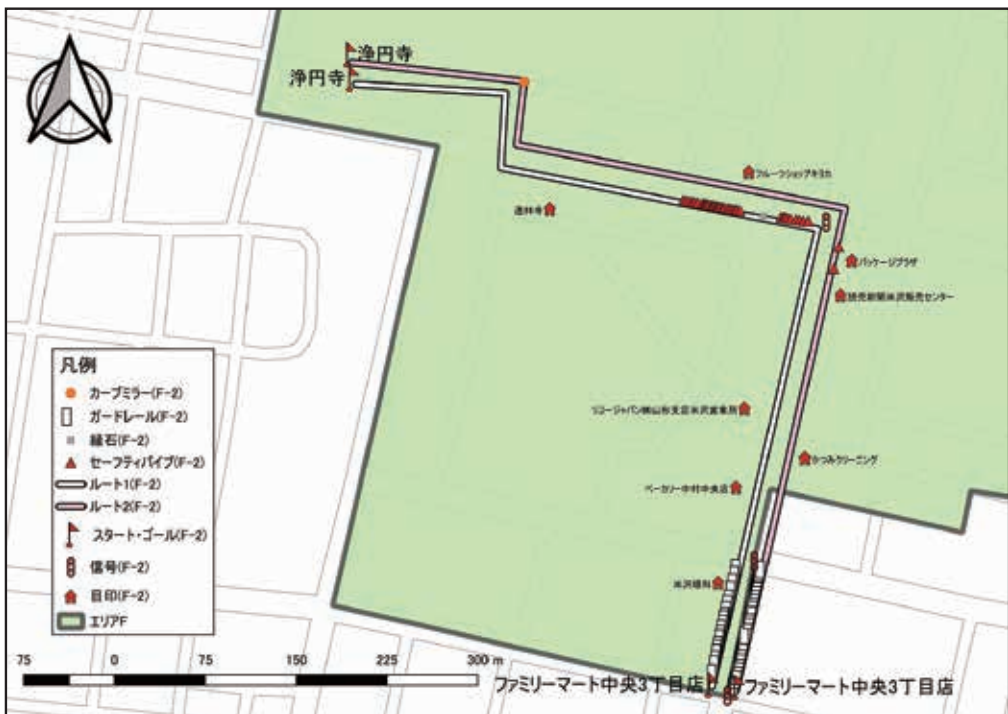 浄円寺
浄円寺
フルーツショップキヨカ
パッケージプラザ
読売新聞米沢販売センター
リコージャパン㈱山形支店米沢営業所
かつみクリーニング
ベーカリー中村中央店
米沢眼科
凡例
カーブミラー(F-2)
ガードレール(F-2)
縁石(F-2)
セーフティパイプ(F-2)
ルート1(F-2)
ルート2(F-2)
スタート・ゴール(F-2)
信号(F-2)
目印(F-2)
エリアF
75 0 75 150 225 300 m
ファミリーマート中央3丁目店
ファミリーマート中央3丁目店